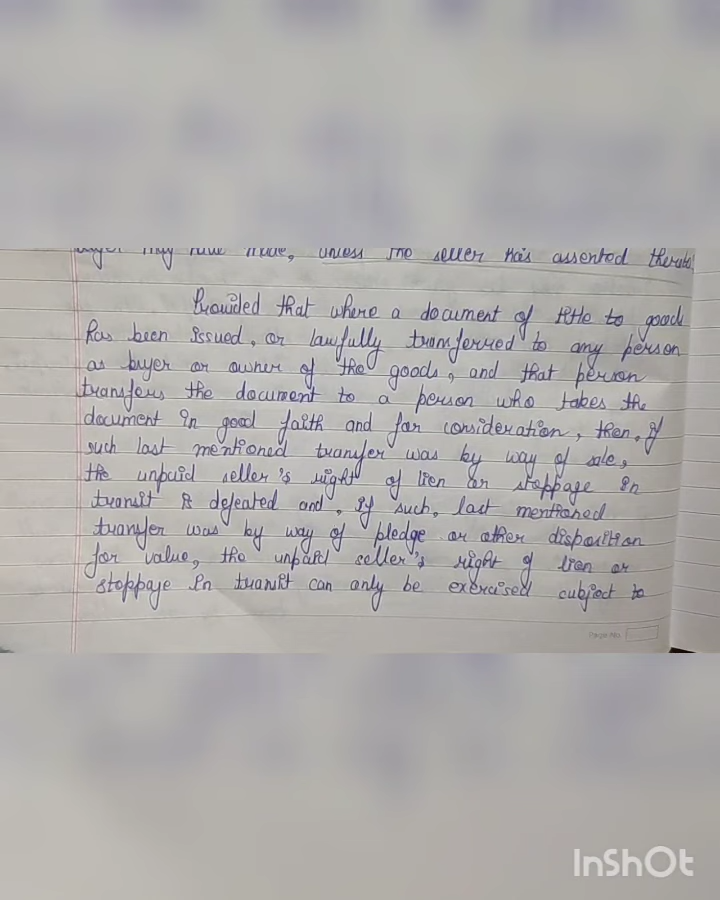 buyer may have made, unless the seller has assented thereto
Provided that where a document of title to good
has been issued, or lawfully transferred to any person
as buyer or owner of the goods, and that person
transfers the document to a person who takes the
document in good faith and for consideration, then, if
such last mentioned transfer was by way of sale,
the unpaid seller's right of lien or stoppage in
transit is defeated and, if such, last mentioned
transfer was by way of pledge or other disposition
for value, the unpaid seller's right of lien or
stoppage in transit can only be exercised subject to
Page No.
InShOt